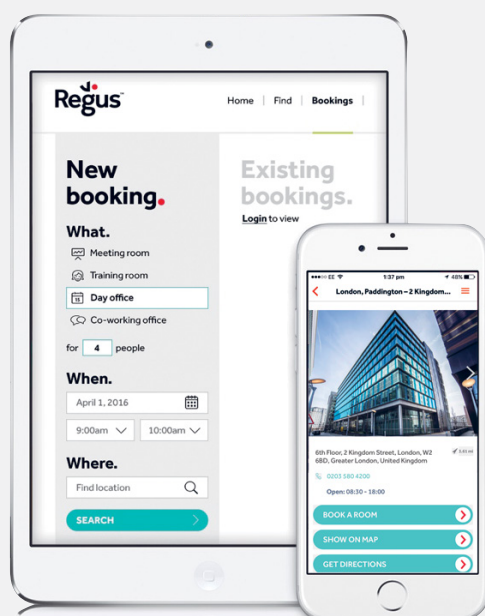 Regus™
Home | Find | Bookings |
New
booking.
What.
Meeting room
Training room
15 Day office
Co-working office
for 4 people
When.
April 1, 2016
9:00am 10:00am
Where.
Find location
SEARCH
Existing
bookings.
Login to view
EE 1:37 pm 48%
London, Paddington – 2 Kingdom...
6th Floor, 2 Kingdom Street, London, W2
6BD, Greater London, United Kingdom
0203 580 4200
Open: 08:30 - 18:00
BOOK A ROOM
SHOW ON MAP
GET DIRECTIONS